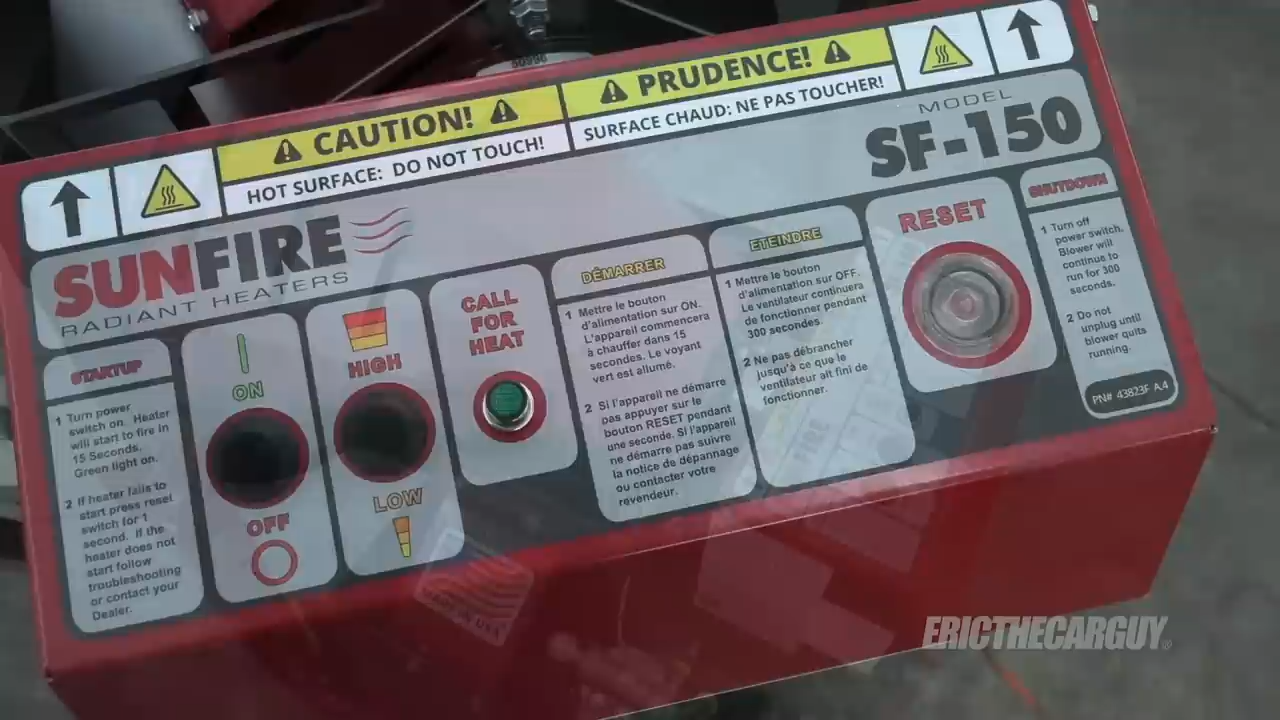 50996
CAUTION!
HOT SURFACE: DO NOT TOUCH!
PRUDENCE!
SURFACE CHAUD: NE PAS TOUCHER!
SUNFIRE
RADIANT HEATERS
MODEL
SF-150
STARTUP
1 Turn power
switch on. Heater
will start to fire in
15 Seconds.
Green light on.
2 If heater fails to
start press reset
switch for 1
second. If the
heater does not
start follow
troubleshooting
or contact your
Dealer.
ON
OFF
HIGH
LOW
CALL
FOR
HEAT
DÉMARRER
1 Mettre le bouton
d'alimentation sur ON.
L'appareil commencera
à chauffer dans 15
secondes. Le voyant
vert est allumé.
2 Si l'appareil ne démarre
pas appuyer sur le
bouton RESET pendant
une seconde. Si l'appareil
ne démarre pas suivre
la notice de dépannage
ou contacter votre
revendeur.
ETEINDRE
1 Mettre le bouton
d'alimentation sur OFF.
Le ventilateur continuera
de fonctionner pendant
300 secondes.
2 Ne pas débrancher
jusqu'à ce que le
ventilateur ait fini de
fonctionner.
RESET
SHUTDOWN
1 Turn off
power switch.
Blower will
continue to
run for 300
seconds.
2 Do not
unplug until
blower quits
running.
PN# 43823F A.4
ERICTHECARGUY®